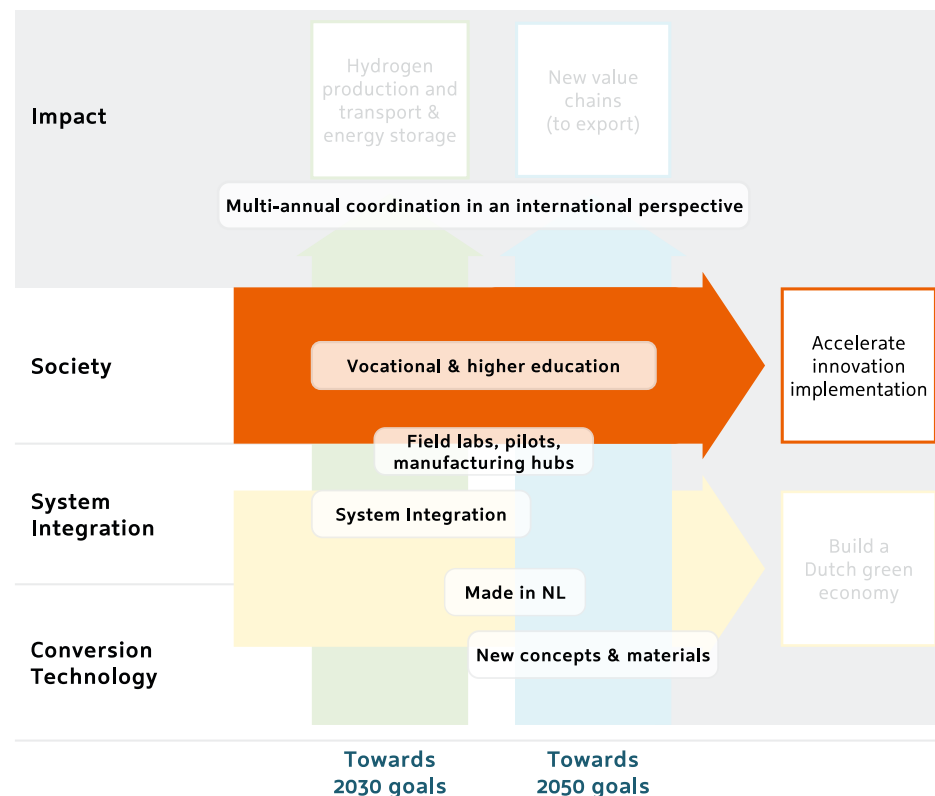 Hydrogen
production and
transport &
energy storage
New value
chains
(to export)
Impact
Multi-annual coordination in an international perspective
Society
Vocational & higher education
Accelerate
innovation
implementation
Field labs, pilots,
manufacturing hubs
System
Integration
System Integration
Build a
Dutch green
economy
Made in NL
Conversion
Technology
New concepts & materials
Towards
2030 goals
Towards
2050 goals